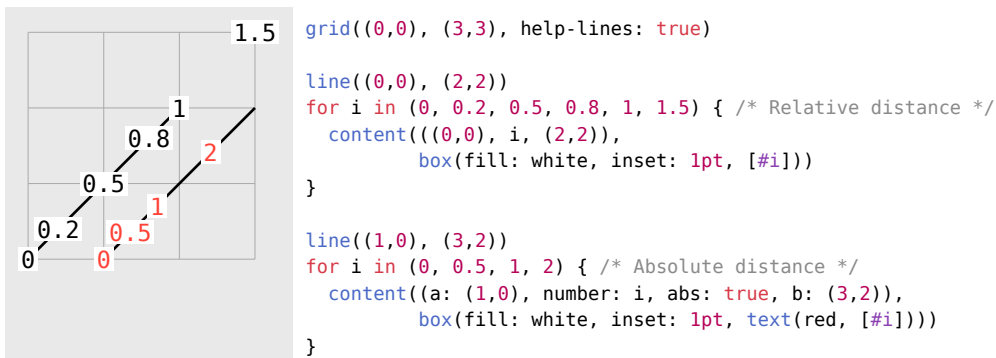 1.5
1
0.8
2
0.5
1
0.2
0.5
0
0
grid((0,0), (3,3), help-lines: true)
line((0,0), (2,2))
for i in (0, 0.2, 0.5, 0.8, 1, 1.5) { /* Relative distance */
  content(((0,0), i, (2,2)),
          box(fill: white, inset: 1pt, [#i]))
}
line((1,0), (3,2))
for i in (0, 0.5, 1, 2) { /* Absolute distance */
  content((a: (1,0), number: i, abs: true, b: (3,2)),
          box(fill: white, inset: 1pt, text(red, [#i])))
}